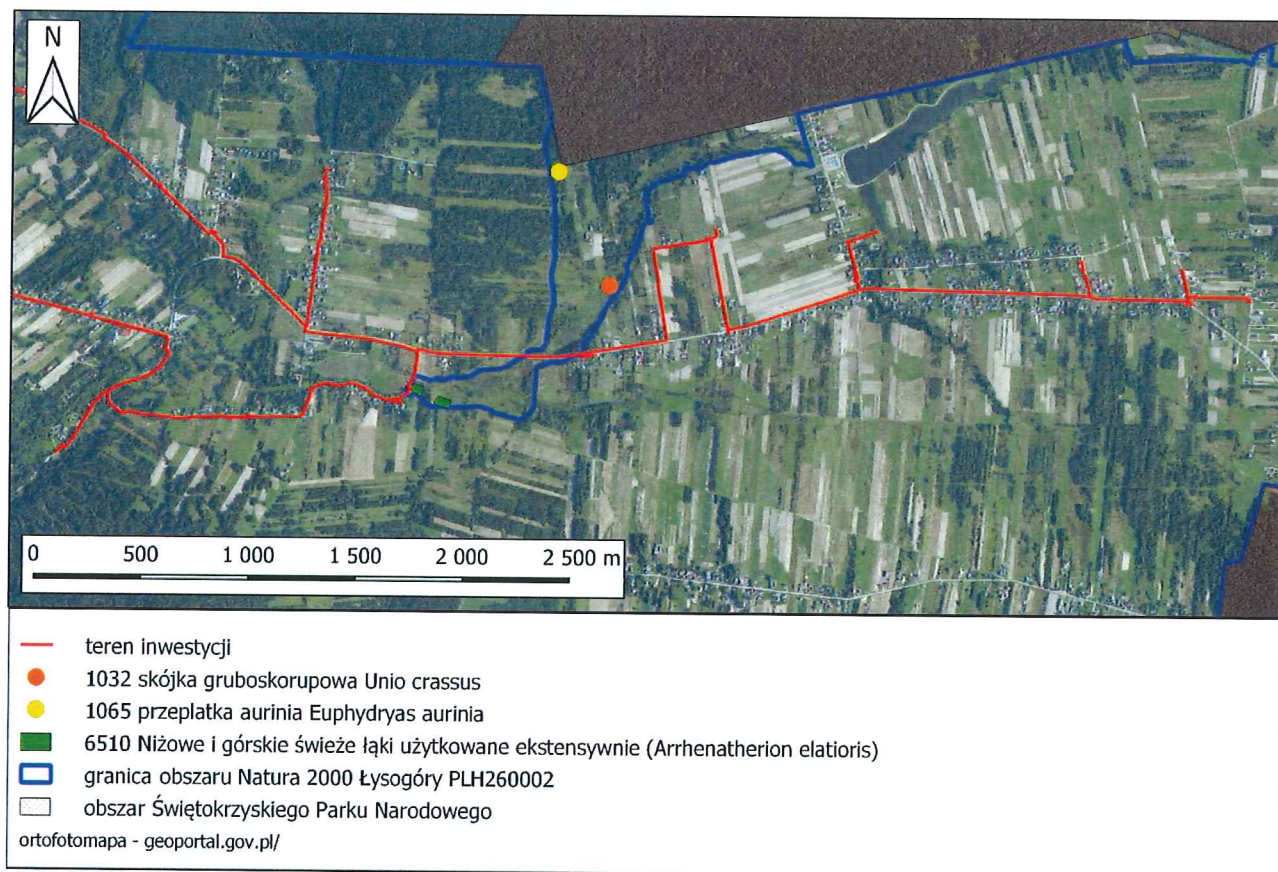 N
0 500 1 000 1 500 2 000 2 500 m
teren inwestycji
1032 skójka gruboskorupowa Unio crassus
1065 przeplatka aurinia Euphydryas aurinia
6510 Niżowe i górskie świeże łąki użytkowane ekstensywnie (Arrhenatherion elatioris)
granica obszaru Natura 2000 Łysogóry PLH260002
obszar Świętokrzyskiego Parku Narodowego
ortofotomapa - geoportal.gov.pl/